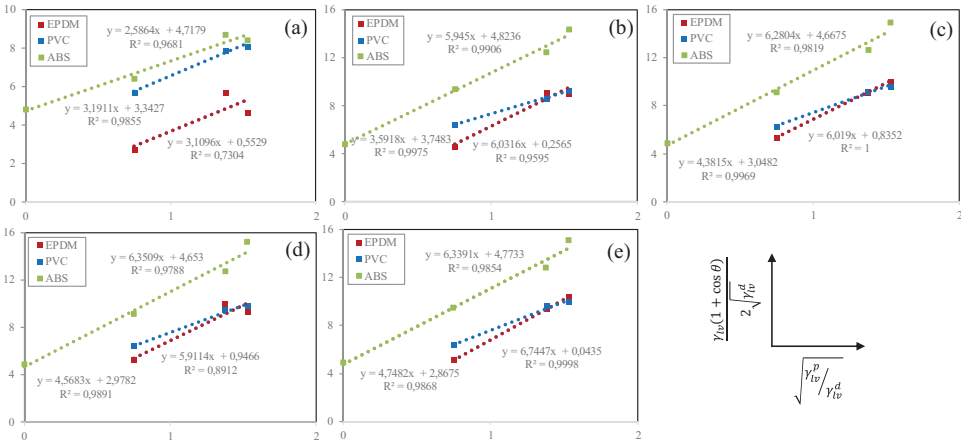 (a)
10
8
6
4
2
0
0
1
2
EPDM
PVC
ABS
y = 2,5864x + 4,7179
R² = 0,9681
y = 3,1911x + 3,3427
R² = 0,9855
y = 3,1096x + 0,5529
R² = 0,7304
(b)
16
12
8
4
0
0
1
2
EPDM
PVC
ABS
y = 5,945x + 4,8236
R² = 0,9906
y = 3,5918x + 3,7483
R² = 0,9975
y = 6,0316x + 0,2565
R² = 0,9595
(c)
16
12
8
4
0
0
1
2
EPDM
PVC
ABS
y = 6,2804x + 4,6675
R² = 0,9819
y = 6,019x + 0,8352
R² = 1
y = 4,3815x + 3,0482
R² = 0,9969
(d)
16
12
8
4
0
0
1
2
EPDM
PVC
ABS
y = 6,3509x + 4,653
R² = 0,9788
y = 5,9114x + 0,9466
R² = 0,8912
y = 4,5683x + 2,9782
R² = 0,9891
(e)
16
12
8
4
0
0
1
2
EPDM
PVC
ABS
y = 6,3391x + 4,7733
R² = 0,9854
y = 6,7447x + 0,0435
R² = 0,9998
y = 4,7482x + 2,8675
R² = 0,9868
γ_lv(1 + cos θ)
2√γ_lv^d
√γ_lv^p/γ_lv^d